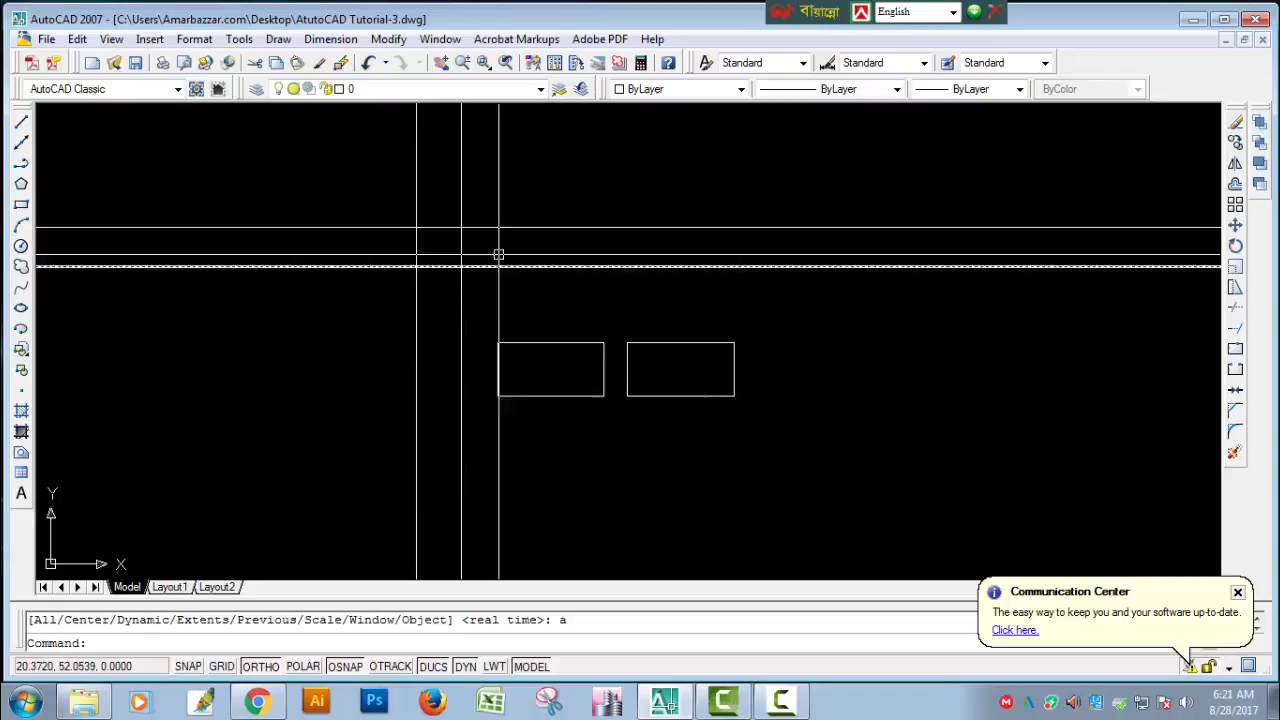 AutoCAD 2007 - [C:\Users\Amarbazzar.com\Desktop\AtutoCAD Tutorial-3.dwg]
বায়ান্নো English
File Edit View Insert Format Tools Draw Dimension Modify Window Acrobat Markups Adobe PDF Help
Standard Standard Standard
AutoCAD Classic 0 ByLayer ByLayer ByLayer ByColor
Y
X
Model Layout1 Layout2
[All/Center/Dynamic/Extents/Previous/Scale/Window/Object] <real time>: a
Command:
Communication Center
The easy way to keep you and your software up-to-date.
Click here.
20.3720, 52.0539, 0.0000 SNAP GRID ORTHO POLAR OSNAP OTRACK DUCS DYN LWT MODEL
Ai Ps
6:21 AM
8/28/2017